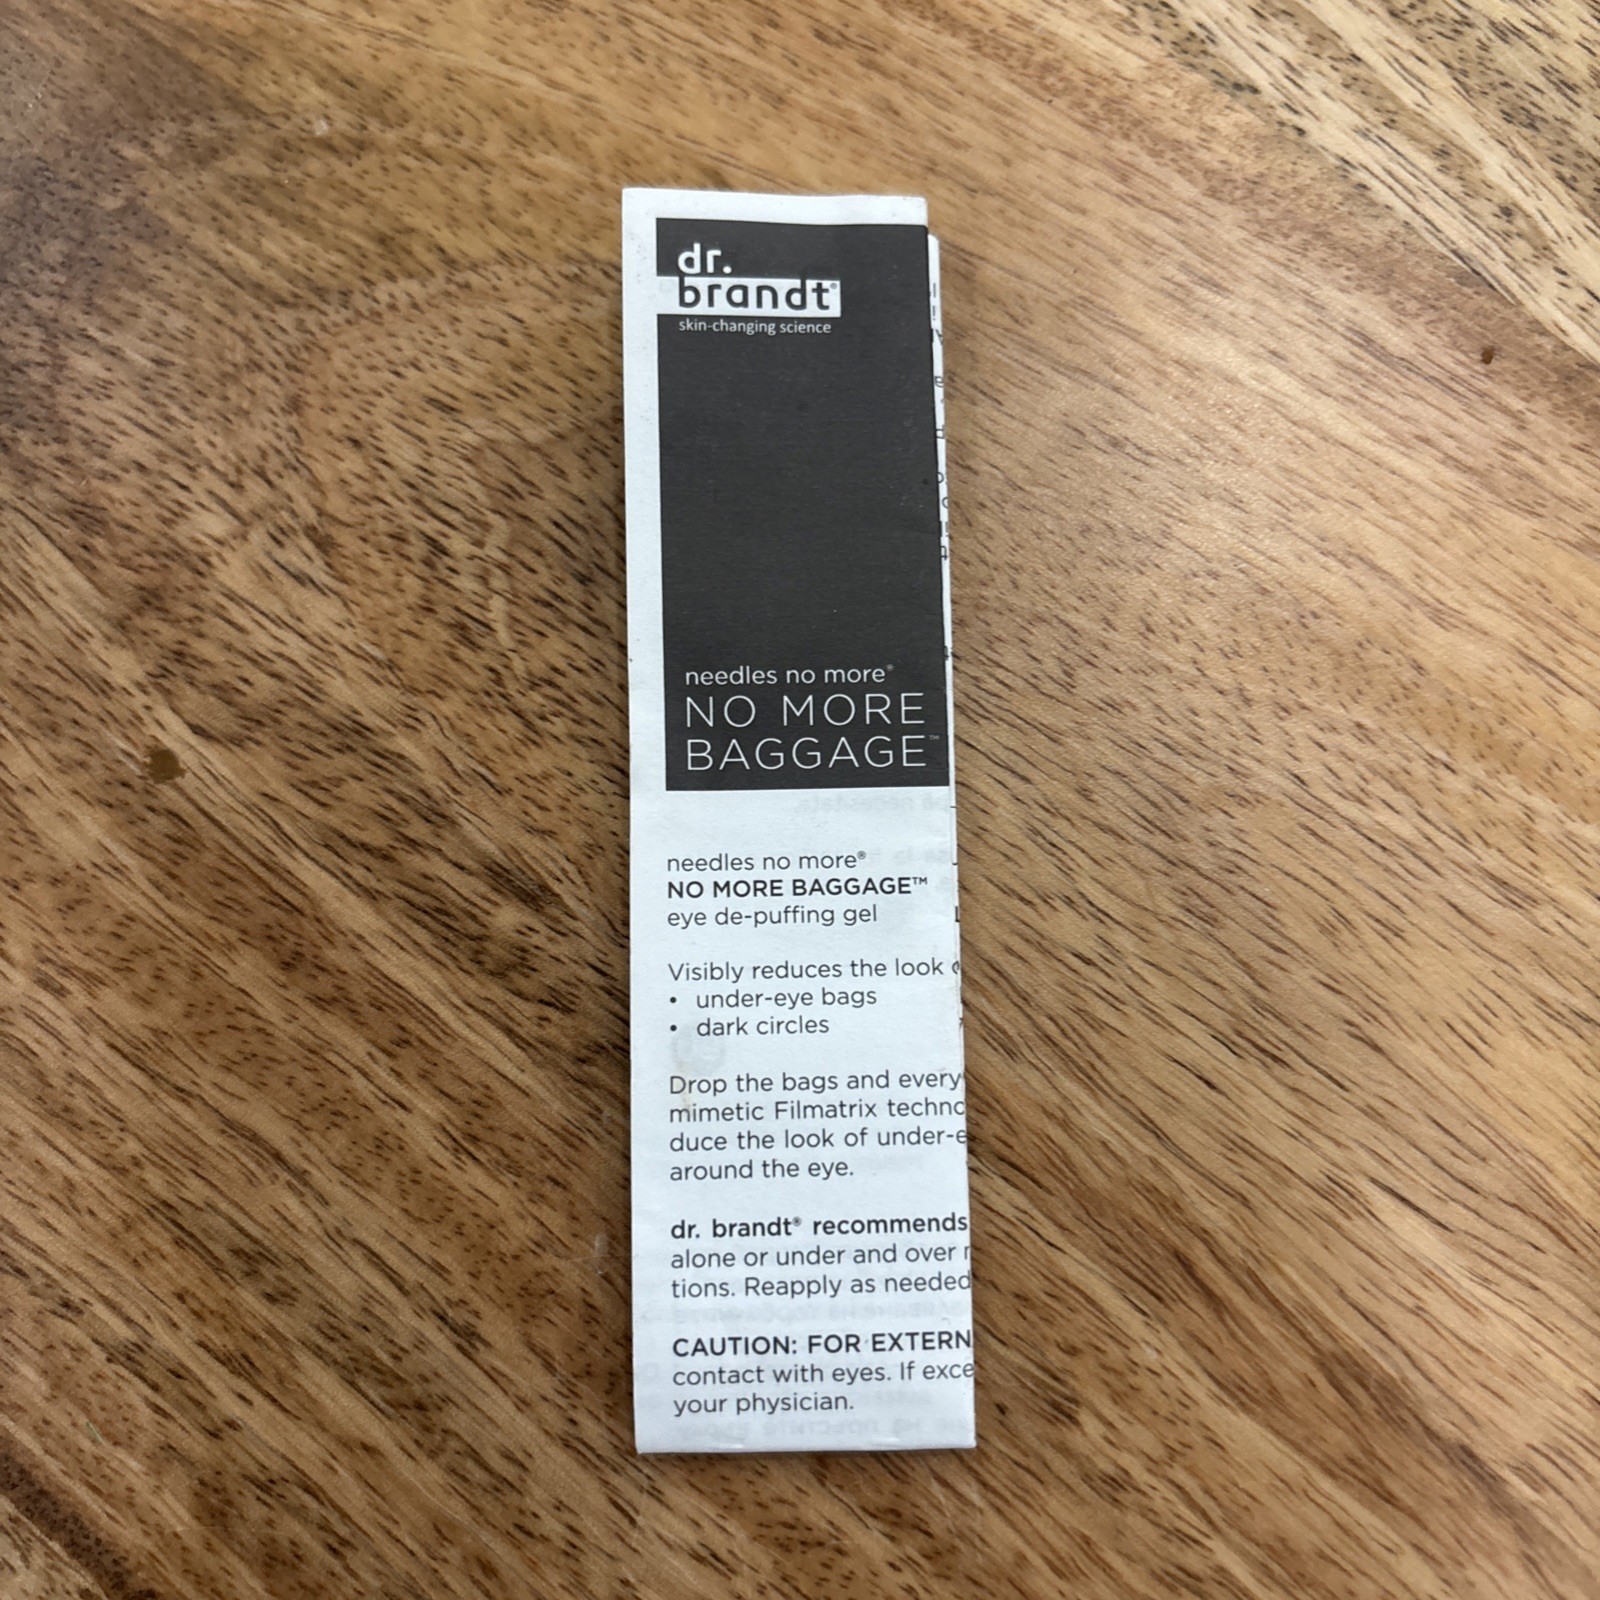 dr.
brandt®
skin-changing science
needles no more®
NO MORE
BAGGAGE™
needles no more®
NO MORE BAGGAGE™
eye de-puffing gel
Visibly reduces the look
• under-eye bags
• dark circles
Drop the bags and every
mimetic Filmatrix techno
duce the look of under-e
around the eye.
dr. brandt® recommends
alone or under and over
tions. Reapply as needed
CAUTION: FOR EXTERN
contact with eyes. If exce
your physician.